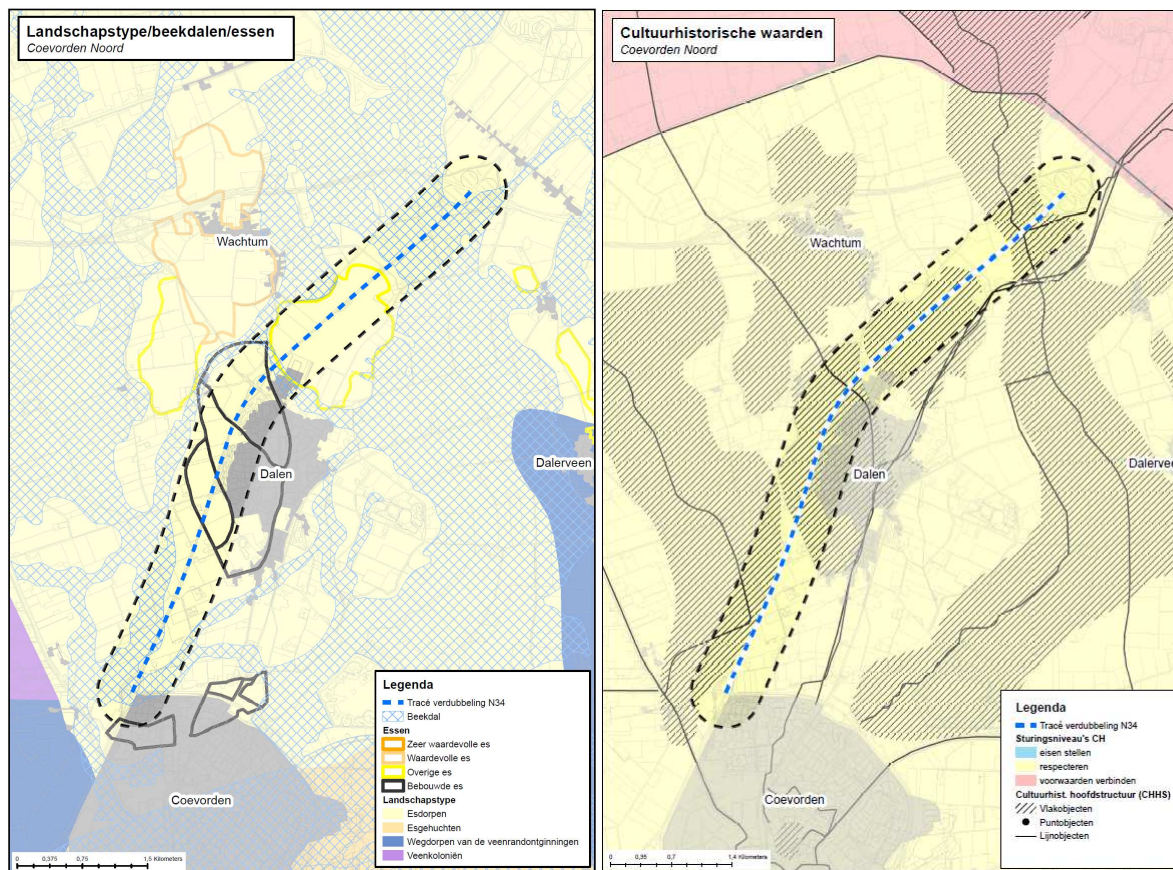 Landschapstype/beekdalen/essen
Coevorden Noord
Wachtum
Dalen
Dalerveen
Coevorden
Legenda
Tracé verdubbeling N34
Beekdal
Essen
Zeer waardevolle es
Waardevolle es
Overige es
Bebouwde es
Landschapstype
Esdorpen
Esgehuchten
Wegdorpen van de veenrandontginningen
Veenkoloniën
0 0,375 0,75 1,5 Kilometers
Cultuurhistorische waarden
Coevorden Noord
Wachtum
Dalen
Dalervee
Coevorden
Legenda
Tracé verdubbeling N34
Sturingsniveau's CH
eisen stellen
respecteren
voorwaarden verbinden
Cultuurhist. hoofdstructuur (CHHS)
Vlakobjecten
Puntobjecten
Lijnobjecten
0 0,35 0,7 1,4 Kilometers